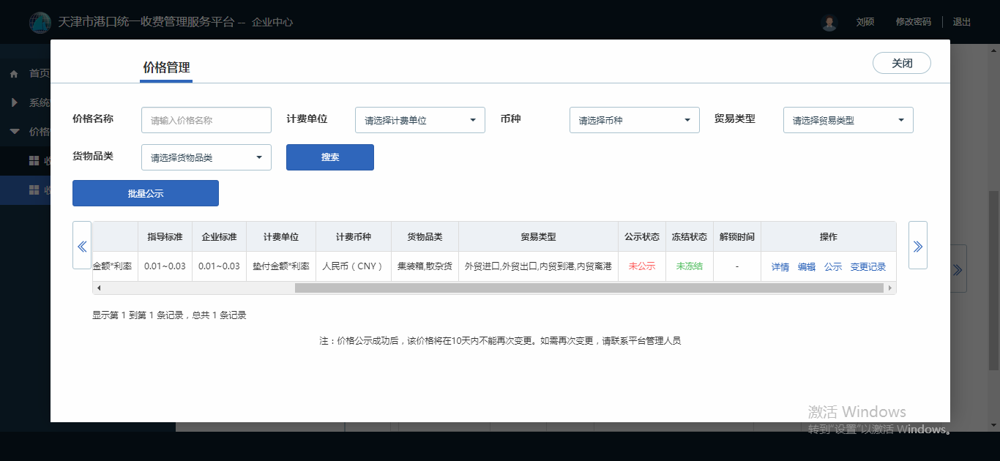 天津市港口统一收费管理服务平台 -- 企业中心
刘硕 修改密码 退出
首页
系统
价格
收
收
价格管理
关闭
价格名称 请输入价格名称 计费单位 请选择计费单位 币种 请选择币种 贸易类型 请选择贸易类型
货物品类 请选择货物品类 搜索
批量公示
指导标准 企业标准 计费单位 计费币种 货物品类 贸易类型 公示状态 冻结状态 解锁时间 操作
金额*利率 0.01~0.03 0.01~0.03 垫付金额*利率 人民币（CNY） 集装箱,散杂货 外贸进口,外贸出口,内贸到港,内贸离港 未公示 未冻结 - 详情 编辑 公示 变更记录
显示第 1 到第 1 条记录，总共 1 条记录
注：价格公示成功后，该价格将在10天内不能再次变更。如需再次变更，请联系平台管理人员
激活 Windows
转到"设置"以激活 Windows。